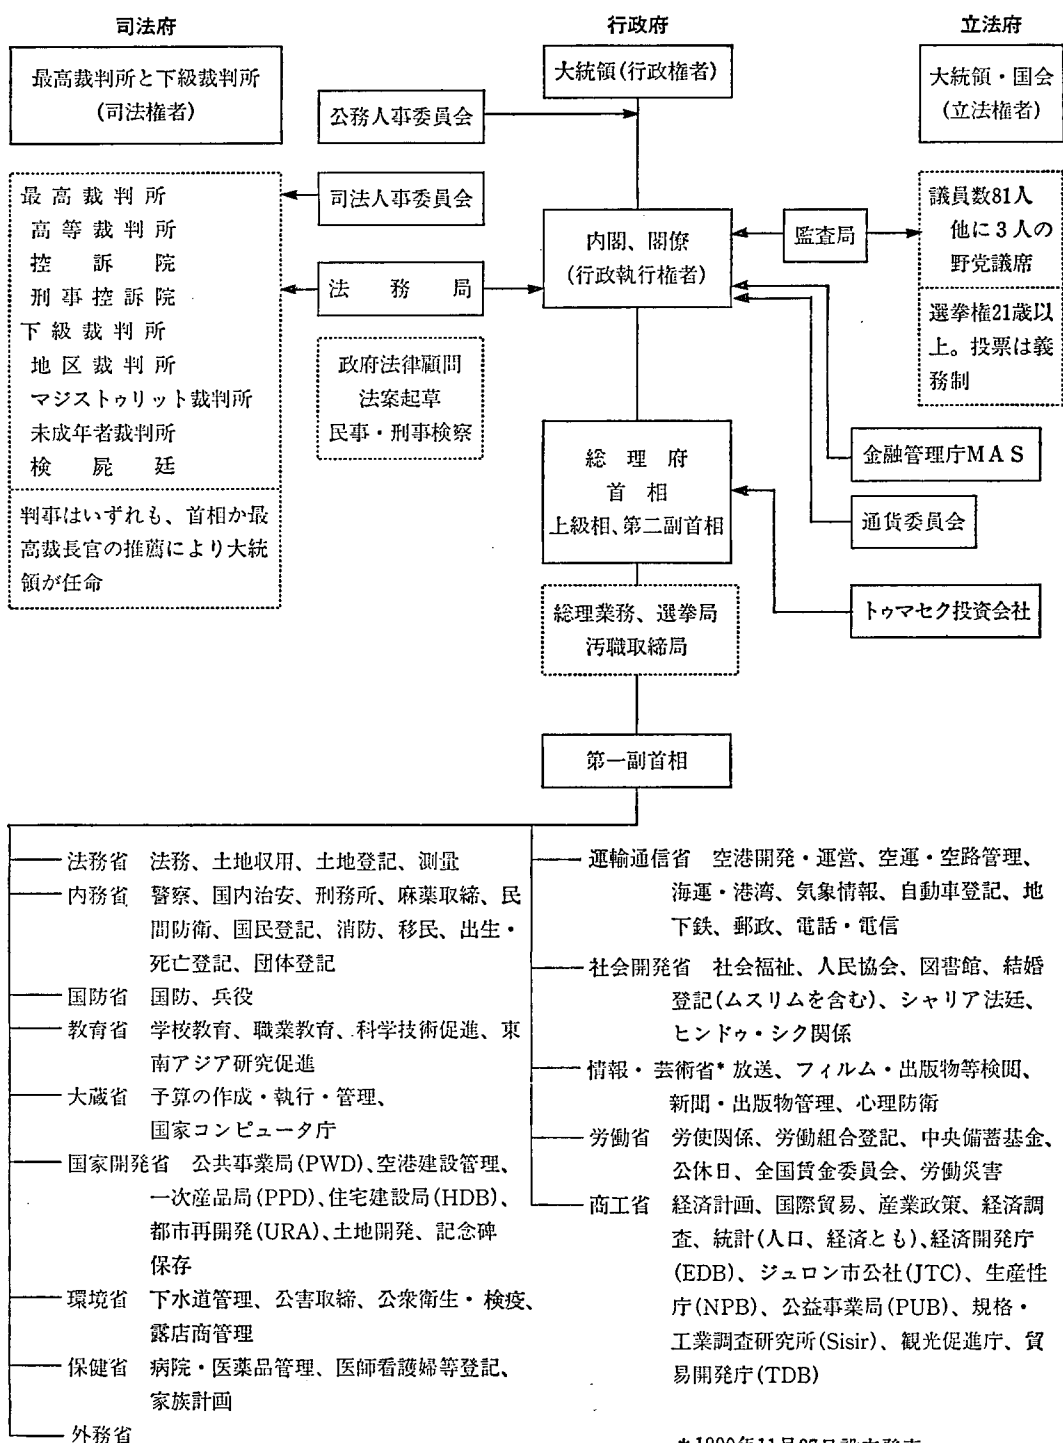 司法府
最高裁判所と下級裁判所
(司法権者)
最高裁判所
高等裁判所
控訴院
刑事控訴院
下級裁判所
地区裁判所
マジストゥリット裁判所
未成年者裁判所
検屍廷
判事はいずれも、首相か最
高裁長官の推薦により大統
領が任命
公務人事委員会
司法人事委員会
法務局
政府法律顧問
法案起草
民事・刑事検察
行政府
大統領(行政権者)
内閣、閣僚
(行政執行権者)
総理府
首相
上級相、第二副首相
総理業務、選挙局
汚職取締局
第一副首相
立法府
大統領・国会
(立法権者)
監査局
議員数81人
他に3人の
野党議席
選挙権21歳以
上。投票は義
務制
金融管理庁MAS
通貨委員会
トゥマセク投資会社
法務省 法務、土地収用、土地登記、測量
内務省 警察、国内治安、刑務所、麻薬取締、民
間防衛、国民登記、消防、移民、出生・
死亡登記、団体登記
国防省 国防、兵役
教育省 学校教育、職業教育、科学技術促進、東
南アジア研究促進
大蔵省 予算の作成・執行・管理、
国家コンピュータ庁
国家開発省 公共事業局(PWD)、空港建設管理、
一次産品局(PPD)、住宅建設局(HDB)、
都市再開発(URA)、土地開発、記念碑
保存
環境省 下水道管理、公害取締、公衆衛生・検疫、
露店商管理
保健省 病院・医薬品管理、医師看護婦等登記、
家族計画
外務省
運輸通信省 空港開発・運営、空運・空路管理、
海運・港湾、気象情報、自動車登記、地
下鉄、郵政、電話・電信
社会開発省 社会福祉、人民協会、図書館、結婚
登記(ムスリムを含む)、シャリア法廷、
ヒンドゥ・シク関係
情報・芸術省* 放送、フィルム・出版物等検閲、
新聞・出版物管理、心理防衛
労働省 労使関係、労働組合登記、中央備蓄基金、
公休日、全国賃金委員会、労働災害
商工省 経済計画、国際貿易、産業政策、経済調
査、統計(人口、経済とも)、経済開発庁
(EDB)、ジュロン市公社(JTC)、生産性
庁(NPB)、公益事業局(PUB)、規格・
工業調査研究所(Sisir)、観光促進庁、貿
易開発庁(TDB)